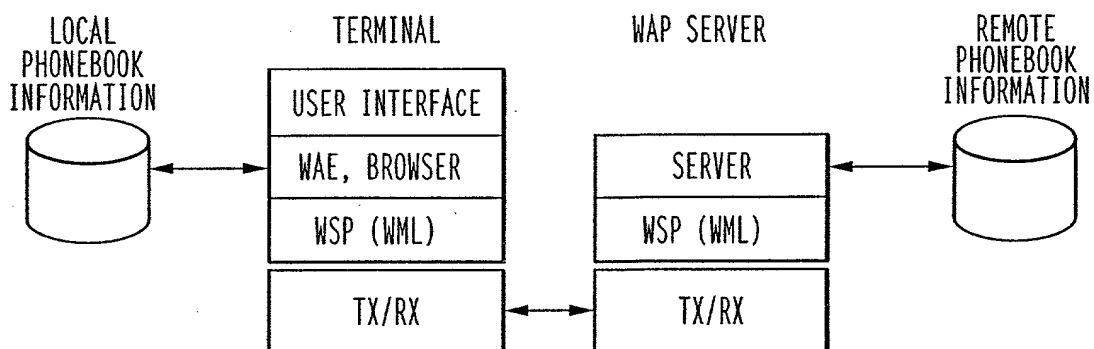 LOCAL
PHONEBOOK
INFORMATION
TERMINAL
WAP SERVER
REMOTE
PHONEBOOK
INFORMATION
USER INTERFACE
WAE, BROWSER
SERVER
WSP (WML)
WSP (WML)
TX/RX
TX/RX